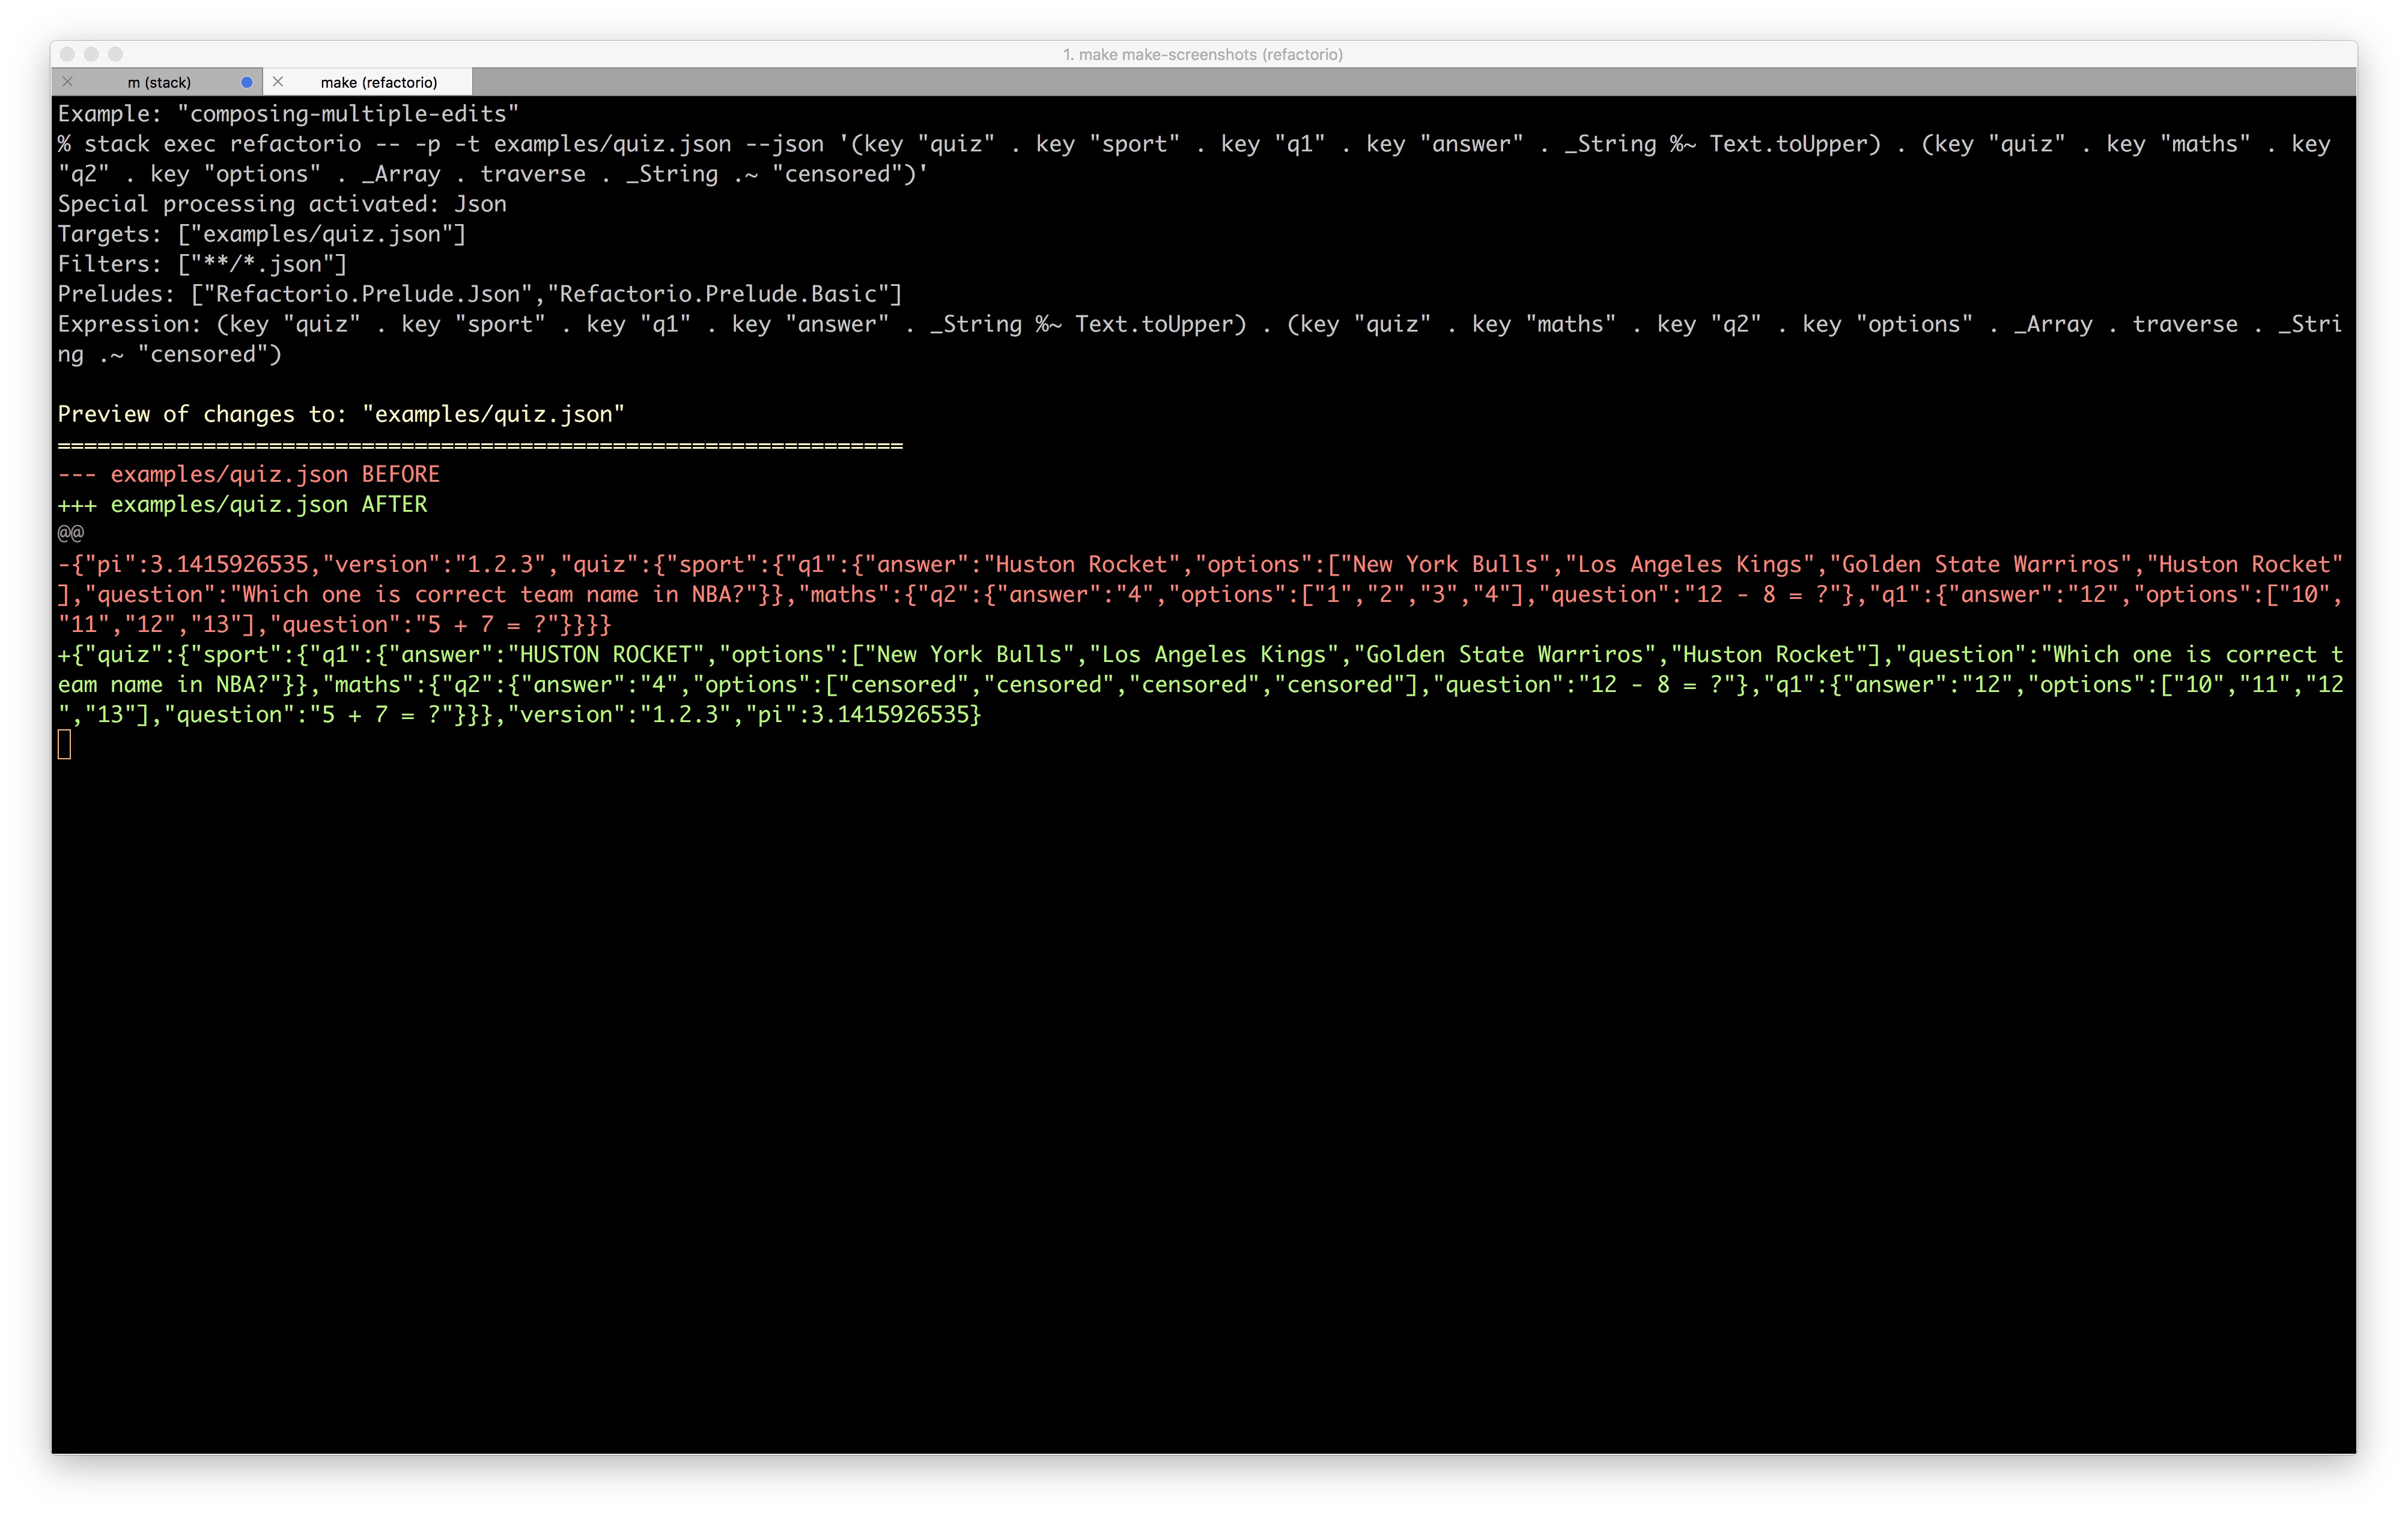 1. make make-screenshots (refactorio)
m (stack)
make (refactorio)
Example: "composing-multiple-edits"
% stack exec refactorio -- -p -t examples/quiz.json --json '(key "quiz" . key "sport" . key "q1" . key "answer" . _String %~ Text.toUpper) . (key "quiz" . key "maths" . key
"q2" . key "options" . _Array . traverse . _String .~ "censored")'
Special processing activated: Json
Targets: ["examples/quiz.json"]
Filters: ["**/*.json"]
Preludes: ["Refactorio.Prelude.Json","Refactorio.Prelude.Basic"]
Expression: (key "quiz" . key "sport" . key "q1" . key "answer" . _String %~ Text.toUpper) . (key "quiz" . key "maths" . key "q2" . key "options" . _Array . traverse . _Stri
ng .~ "censored")
Preview of changes to: "examples/quiz.json"
================================================================
--- examples/quiz.json BEFORE
+++ examples/quiz.json AFTER
@@
-{"pi":3.1415926535,"version":"1.2.3","quiz":{"sport":{"q1":{"answer":"Huston Rocket","options":["New York Bulls","Los Angeles Kings","Golden State Warriros","Huston Rocket"
],"question":"Which one is correct team name in NBA?"}},"maths":{"q2":{"answer":"4","options":["1","2","3","4"],"question":"12 - 8 = ?"},"q1":{"answer":"12","options":["10",
"11","12","13"],"question":"5 + 7 = ?"}}}}
+{"quiz":{"sport":{"q1":{"answer":"HUSTON ROCKET","options":["New York Bulls","Los Angeles Kings","Golden State Warriros","Huston Rocket"],"question":"Which one is correct t
eam name in NBA?"}},"maths":{"q2":{"answer":"4","options":["censored","censored","censored","censored"],"question":"12 - 8 = ?"},"q1":{"answer":"12","options":["10","11","12
","13"],"question":"5 + 7 = ?"}}},"version":"1.2.3","pi":3.1415926535}